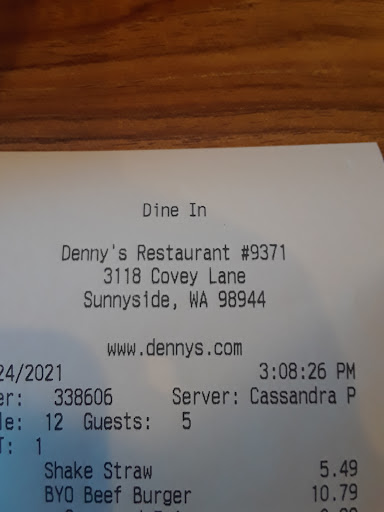 Dine In
Denny's Restaurant #9371
3118 Covey Lane
Sunnyside, WA 98944
www.dennys.com
24/2021 3:08:26 PM
er: 338606 Server: Cassandra P
le: 12 Guests: 5
T: 1
Shake Straw 5.49
BYO Beef Burger 10.79